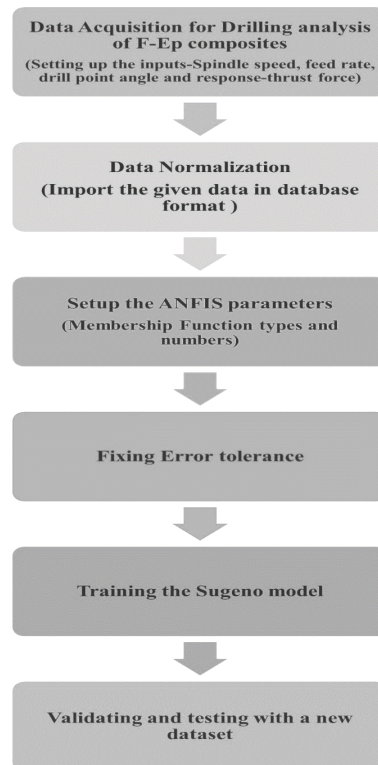 Data Acquisition for Drilling analysis
of F-Ep composites
(Setting up the inputs-Spindle speed, feed rate,
drill point angle and response-thrust force)
Data Normalization
(Import the given data in database
format )
Setup the ANFIS parameters
(Membership Function types and
numbers)
Fixing Error tolerance
Training the Sugeno model
Validating and testing with a new
dataset